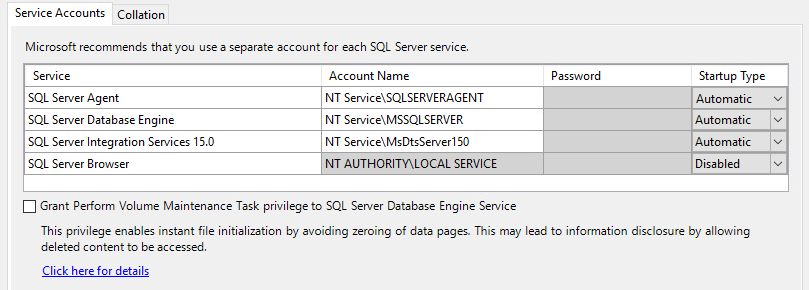 Service Accounts Collation
Microsoft recommends that you use a separate account for each SQL Server service.
Service Account Name Password Startup Type
SQL Server Agent NT Service\SQLSERVERAGENT Automatic
SQL Server Database Engine NT Service\MSSQLSERVER Automatic
SQL Server Integration Services 15.0 NT Service\MsDtsServer150 Automatic
SQL Server Browser NT AUTHORITY\LOCAL SERVICE Disabled
Grant Perform Volume Maintenance Task privilege to SQL Server Database Engine Service
This privilege enables instant file initialization by avoiding zeroing of data pages. This may lead to information disclosure by allowing
deleted content to be accessed.
Click here for details